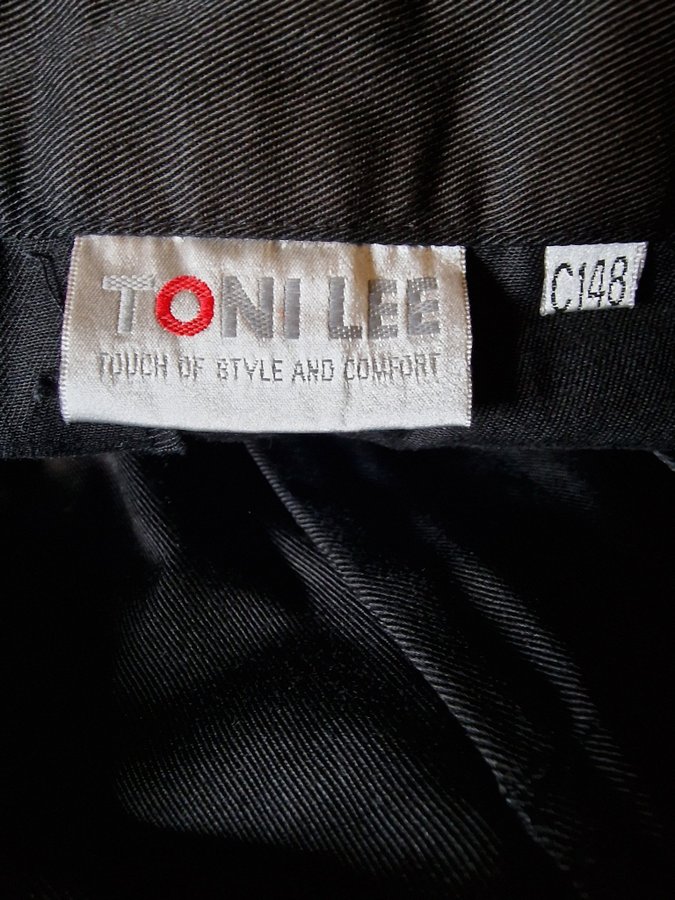 TONI LEE
TOUCH OF STYLE AND COMFORT
C148